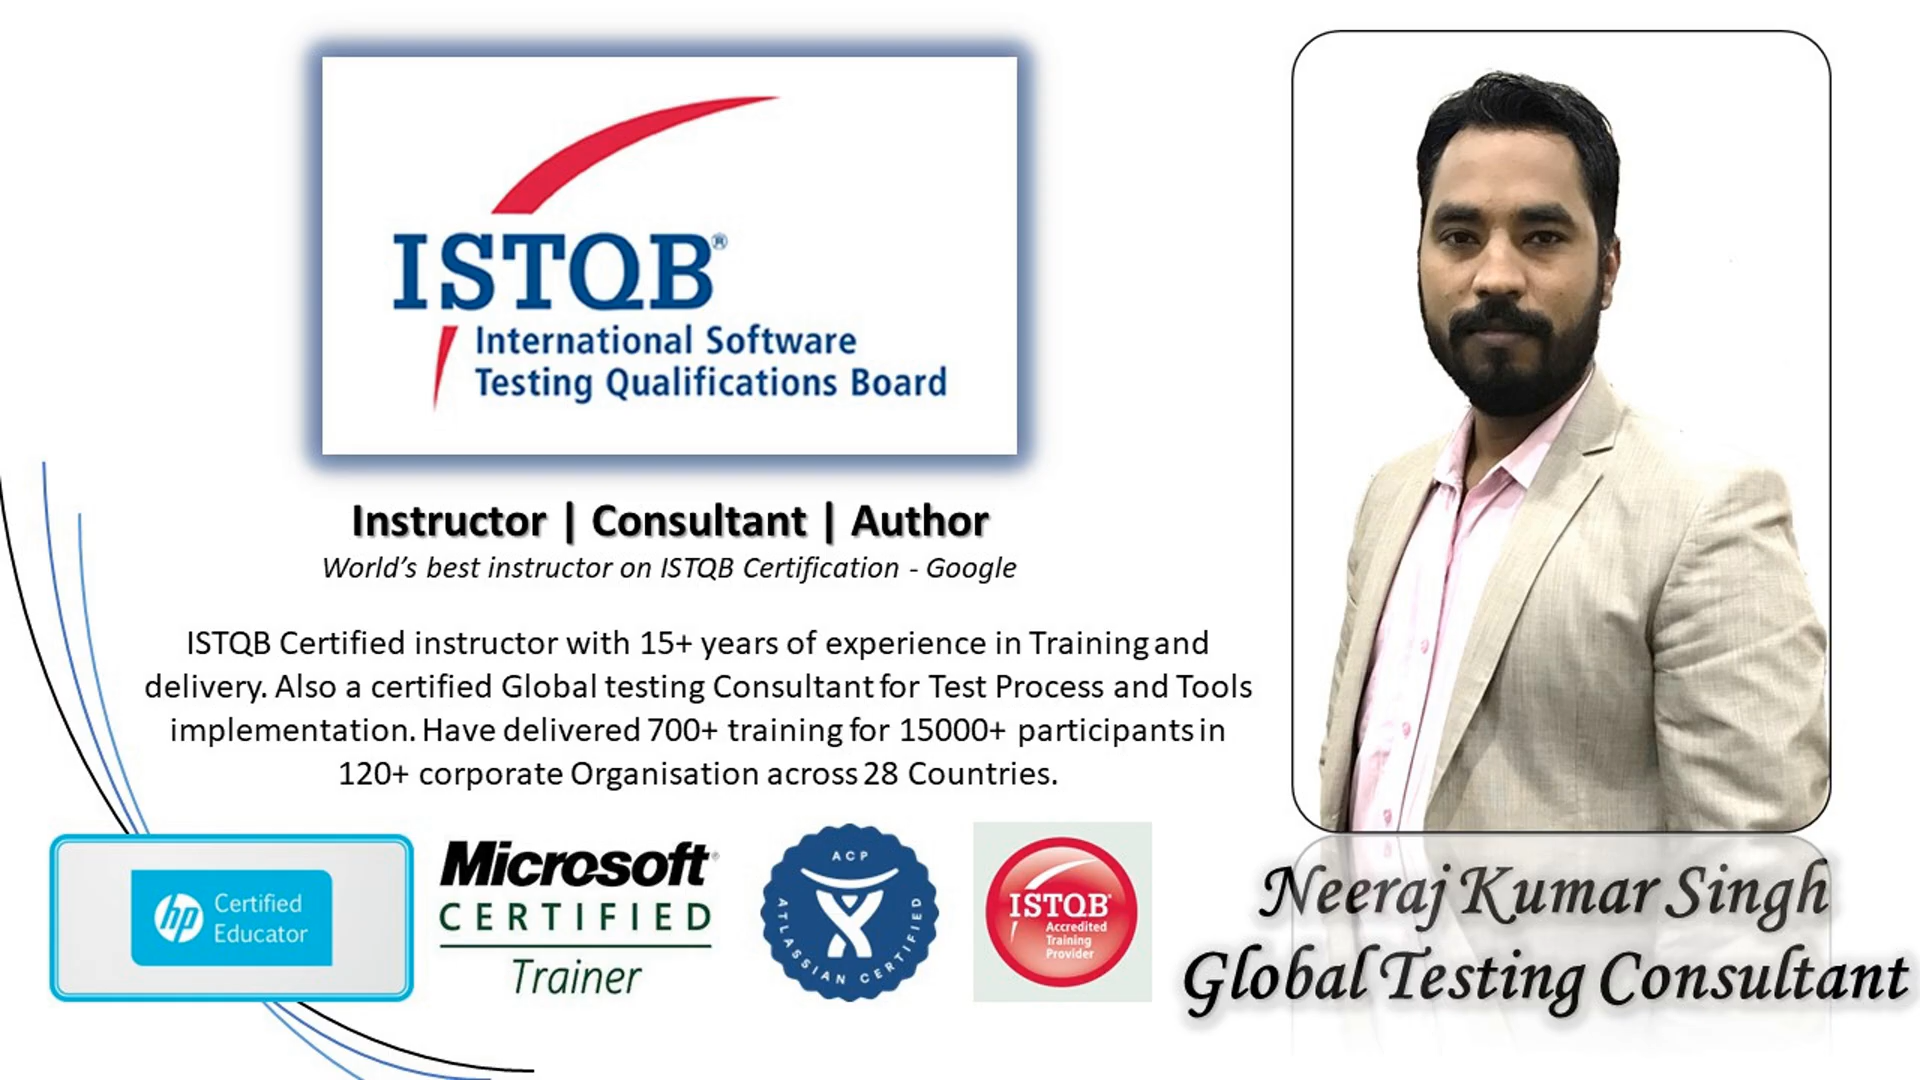 ISTQB®
International Software
Testing Qualifications Board
Instructor | Consultant | Author
World's best instructor on ISTQB Certification - Google
ISTQB Certified instructor with 15+ years of experience in Training and
delivery. Also a certified Global testing Consultant for Test Process and Tools
implementation. Have delivered 700+ training for 15000+ participants in
120+ corporate Organisation across 28 Countries.
hp
Certified
Educator
Microsoft®
CERTIFIED
Trainer
ACP
ATLASSIAN CERTIFIED
ISTQB®
Accredited
Training
Provider
Neeraj Kumar Singh
Global Testing Consultant